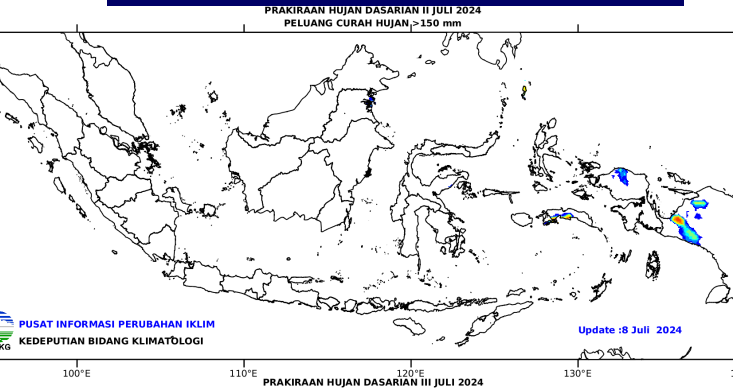 PRAKIRAAN HUJAN DASARIAN II JULI 2024
PELUANG CURAH HUJAN >150 mm
PUSAT INFORMASI PERUBAHAN IKLIM
KEDEPUTIAN BIDANG KLIMATOLOGI
KG
Update :8 Juli 2024
100°E 110°E 120°E 130°E
PRAKIRAAN HUJAN DASARIAN III JULI 2024